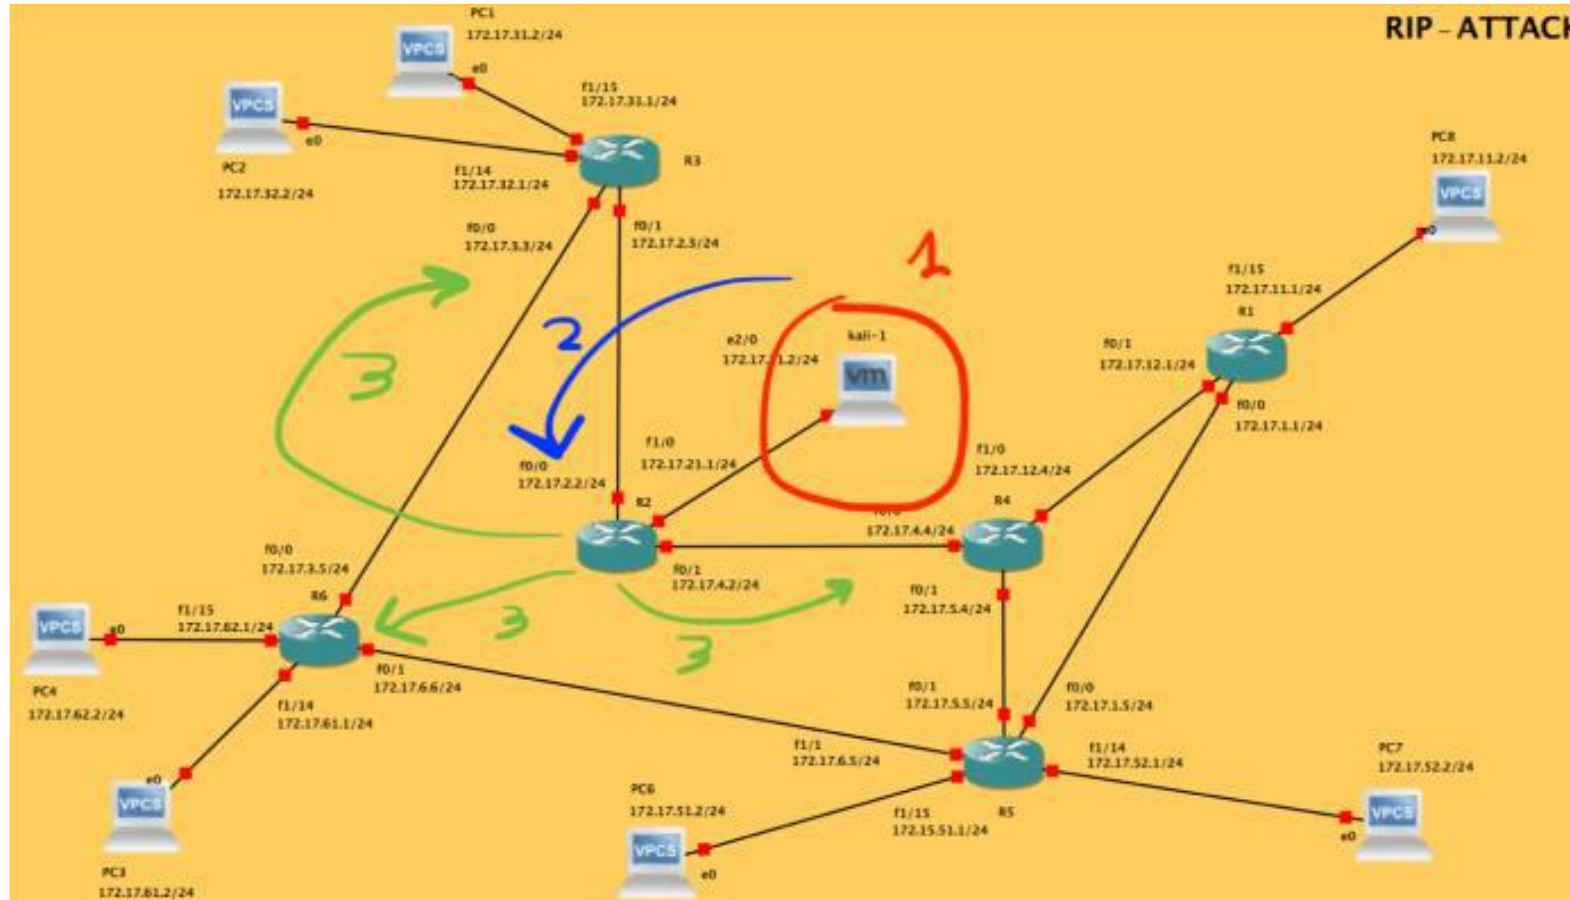 RIP – ATTACK
PC1
172.17.31.2/24
VPCS
e0
f1/15
172.17.31.1/24
VPCS
e0
PC2
172.17.32.2/24
f1/14
172.17.32.1/24
R3
f0/0
172.17.3.3/24
f0/1
172.17.2.3/24
PC8
172.17.11.2/24
VPCS
e0
f1/15
172.17.11.1/24
R1
f0/1
172.17.12.1/24
f0/0
172.17.1.1/24
1
2
3
kali-1
vm
e2/0
f1/0
172.17.21.1/24
f0/0
172.17.2.2/24
R2
f0/1
172.17.4.2/24
f1/0
172.17.12.4/24
R4
172.17.4.4/24
f0/1
172.17.5.4/24
3
3
f0/0
172.17.3.5/24
R6
f1/15
172.17.62.1/24
VPCS
e0
PC4
172.17.62.2/24
f0/1
172.17.6.6/24
f1/14
172.17.61.1/24
e0
VPCS
PC3
172.17.61.2/24
f0/1
172.17.5.5/24
f0/0
172.17.1.5/24
f1/1
172.17.6.5/24
f1/14
172.17.52.1/24
R5
f1/15
172.15.51.1/24
PC6
172.17.51.2/24
VPCS
e0
PC7
172.17.52.2/24
VPCS
e0